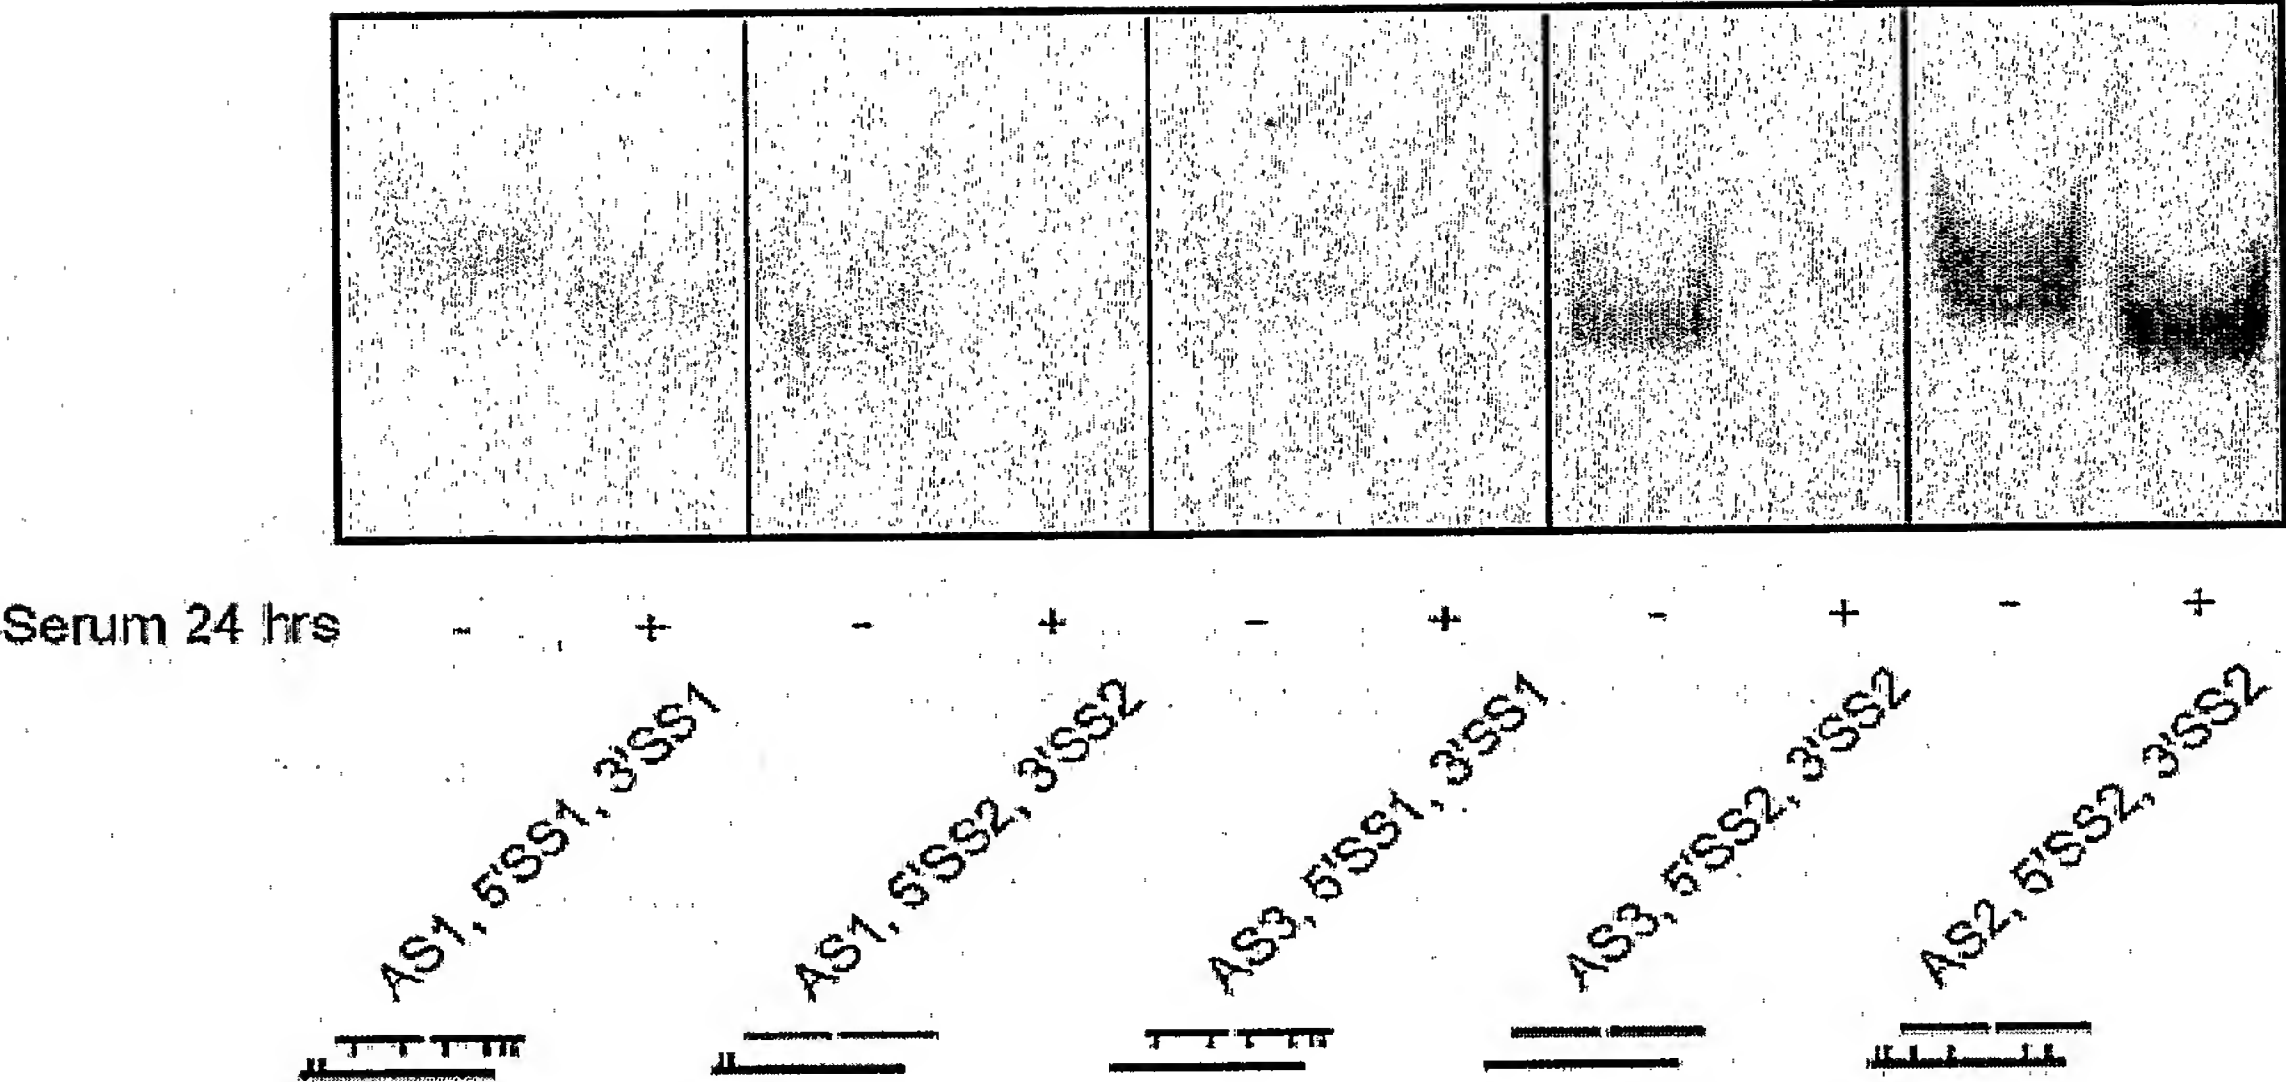 Serum 24 hrs - + - + - + - + - +
AS1, 5'SS1, 3'SS1
AS1, 5'SS2, 3'SS2
AS3, 5'SS1, 3'SS1
AS3, 5'SS2, 3'SS2
AS2, 5'SS2, 3'SS2